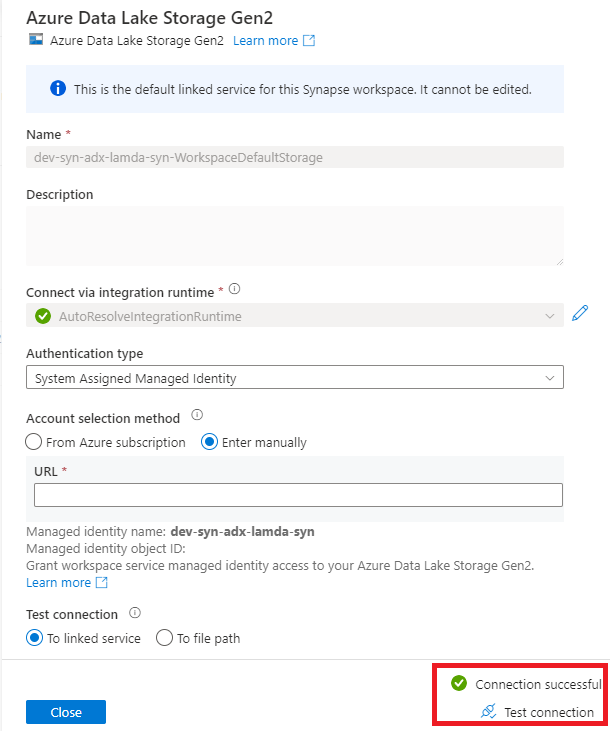 Azure Data Lake Storage Gen2
Azure Data Lake Storage Gen2 Learn more
This is the default linked service for this Synapse workspace. It cannot be edited.
Name *
dev-syn-adx-lamda-syn-WorkspaceDefaultStorage
Description
Connect via integration runtime *
AutoResolveIntegrationRuntime
Authentication type
System Assigned Managed Identity
Account selection method
From Azure subscription Enter manually
URL *
Managed identity name: dev-syn-adx-lamda-syn
Managed identity object ID:
Grant workspace service managed identity access to your Azure Data Lake Storage Gen2.
Learn more
Test connection
To linked service To file path
Connection successful
Close Test connection